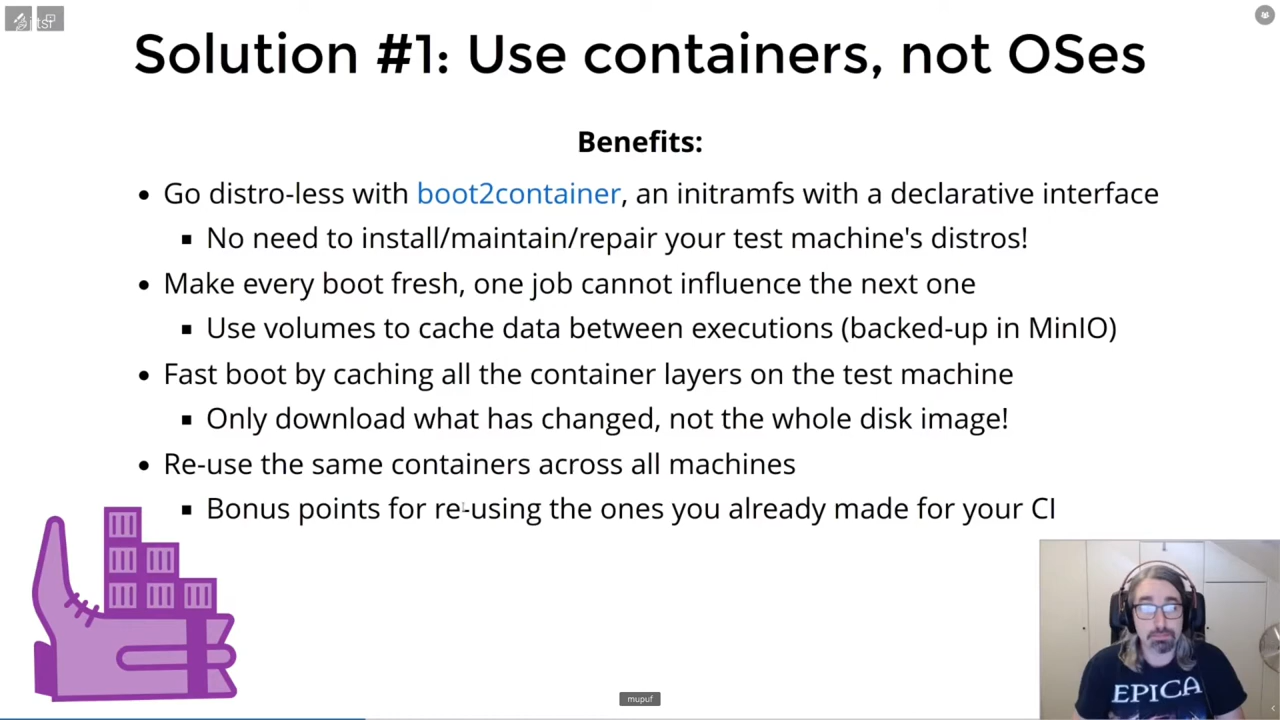 jitsi
Solution #1: Use containers, not OSes
Benefits:
• Go distro-less with boot2container, an initramfs with a declarative interface
▪ No need to install/maintain/repair your test machine's distros!
• Make every boot fresh, one job cannot influence the next one
▪ Use volumes to cache data between executions (backed-up in MinIO)
• Fast boot by caching all the container layers on the test machine
▪ Only download what has changed, not the whole disk image!
• Re-use the same containers across all machines
▪ Bonus points for re-using the ones you already made for your CI
EPICA
mupuf